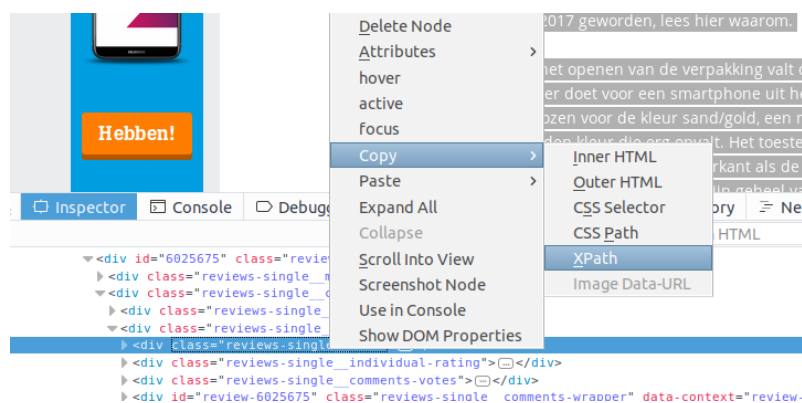 Delete Node
2017 geworden, lees hier waarom.
Attributes
het openen van de verpakking valt
hover
er doet voor een smartphone uit
active
ozen voor de kleur sand/gold, een
focus
Hebben!
den kleur die erg opvalt. Het toeste
Copy
Inner HTML
rkant als de
Paste
Outer HTML
ijn geheel
Inspector
Console
Debugg
Expand All
CSS Selector
ory
Ne
Collapse
CSS Path
HTML
<div id="6025675" class="revie
Scroll Into View
XPath
<div class="reviews-single__m
Screenshot Node
Image Data-URL
<div class="reviews-single__c
Use in Console
<div class="reviews-single_
<div class="reviews-single_
Show DOM Properties
<div class="reviews-single
<div class="reviews-single__individual-rating"></div>
<div class="reviews-single__comments-votes"></div>
<div id="review-6025675" class="reviews-single__comments-wrapper" data-context="review-